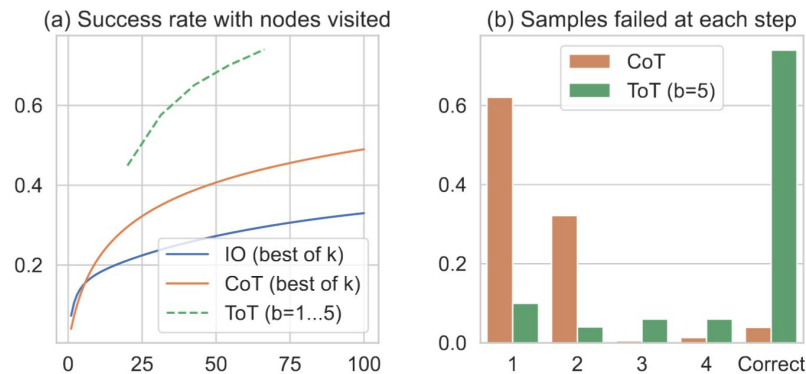 (a) Success rate with nodes visited
0.6
0.4
0.2
IO (best of k)
CoT (best of k)
ToT (b=1...5)
0 25 50 75 100
(b) Samples failed at each step
CoT
ToT (b=5)
0.6
0.4
0.2
0.0
1 2 3 4 Correct